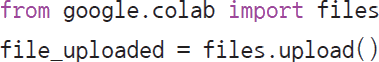 from google.colab import files
file_uploaded = files.upload()